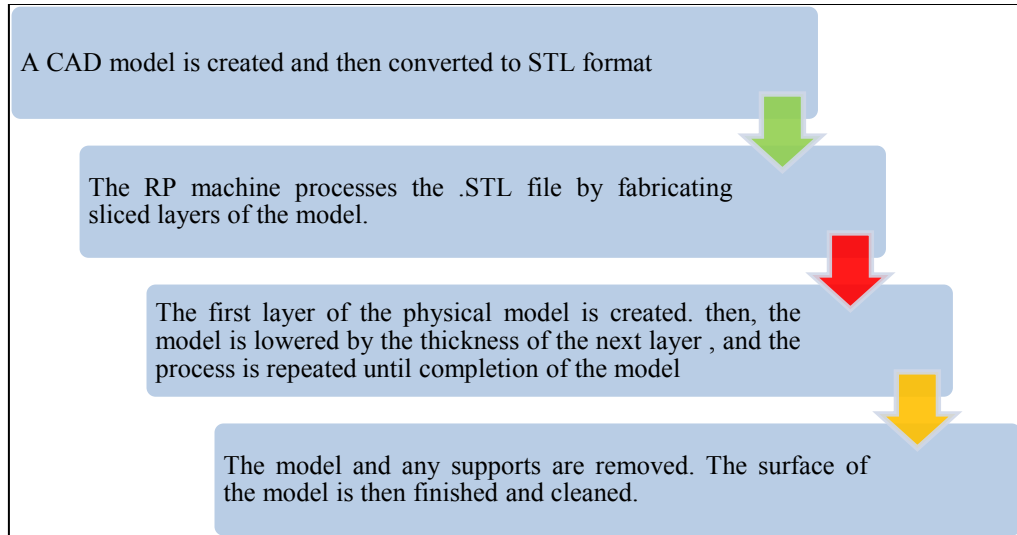 A CAD model is created and then converted to STL format
The RP machine processes the .STL file by fabricating
sliced layers of the model.
The first layer of the physical model is created. then, the
model is lowered by the thickness of the next layer , and the
process is repeated until completion of the model
The model and any supports are removed. The surface of
the model is then finished and cleaned.